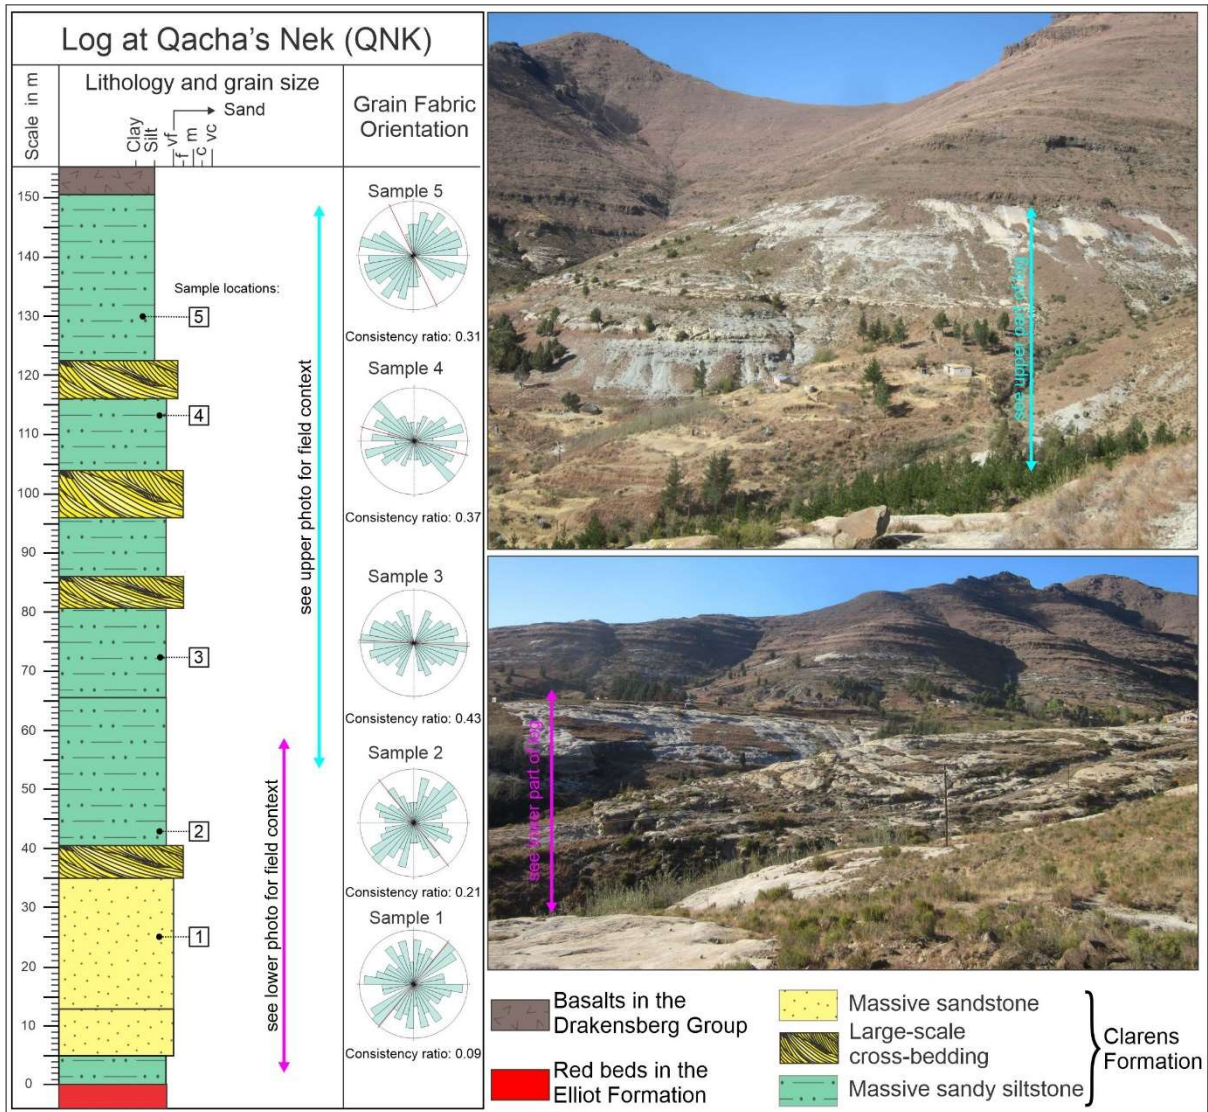 Log at Qacha's Nek (QNK)
Scale in m
Lithology and grain size
Sand
Clay
Silt
vf
f
m
c
vc
Grain Fabric
Orientation
150
140
130
120
110
100
90
80
70
60
50
40
30
20
10
0
Sample locations:
5
4
3
2
1
see upper photo for field context
see lower photo for field context
Sample 5
Consistency ratio: 0.31
Sample 4
Consistency ratio: 0.37
Sample 3
Consistency ratio: 0.43
Sample 2
Consistency ratio: 0.21
Sample 1
Consistency ratio: 0.09
see upper part of log
see lower part of log
Basalts in the
Drakensberg Group
Red beds in the
Elliot Formation
Massive sandstone
Large-scale
cross-bedding
Massive sandy siltstone
Clarens
Formation